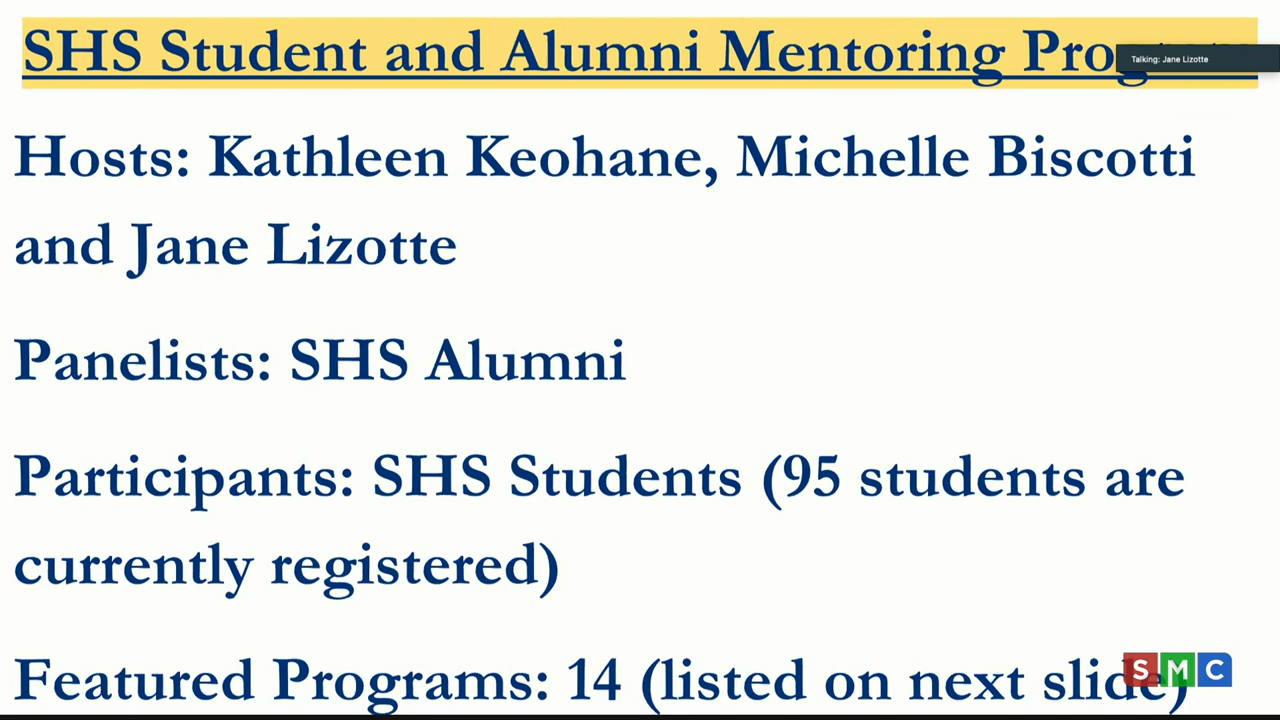 SHS Student and Alumni Mentoring
Talking: Jane Lizotte
Hosts: Kathleen Keohane, Michelle Biscotti
and Jane Lizotte
Panelists: SHS Alumni
Participants: SHS Students (95 students are
currently registered)
Featured Programs: 14 (listed on next slide)
SMC